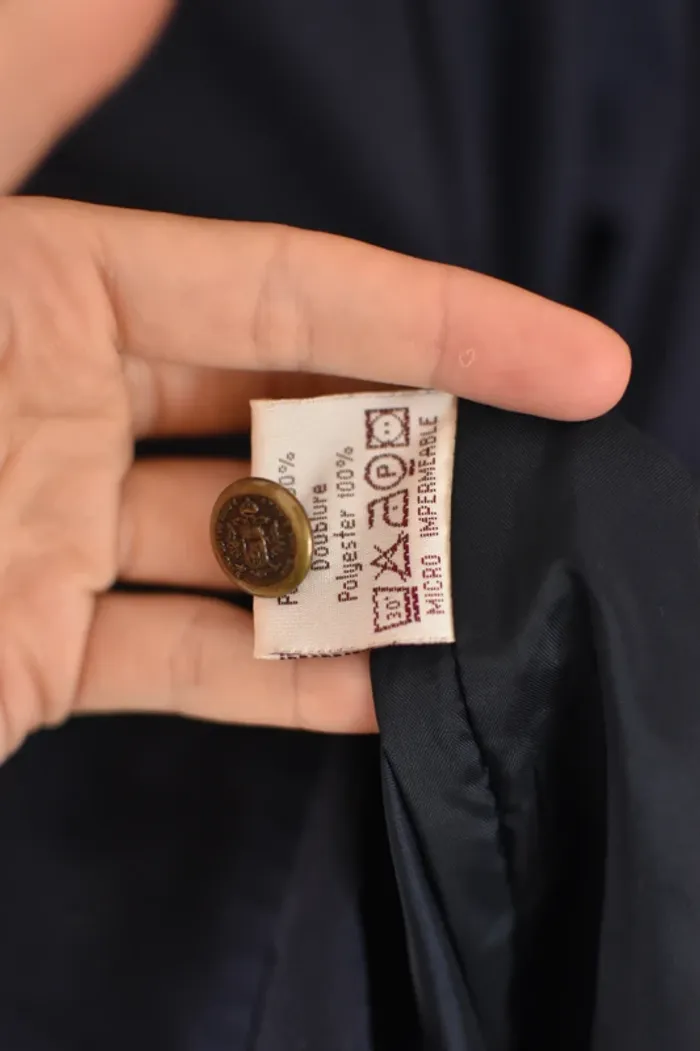 Doublure
Polyester 100%
30°
P
MICRO IMPERMEABLE